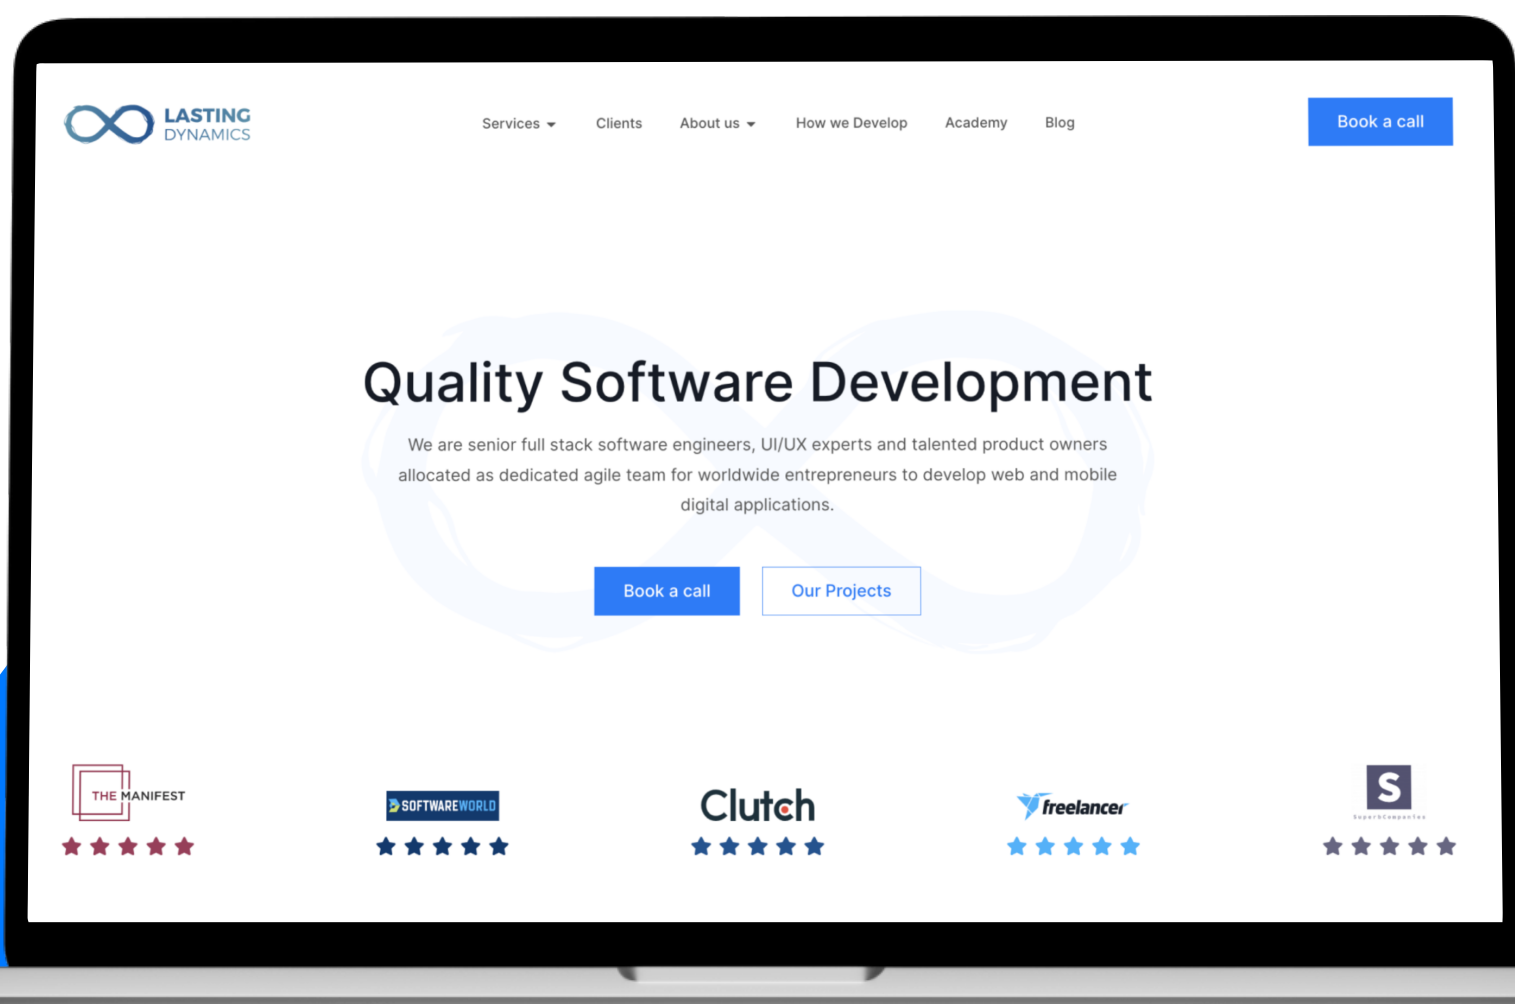 LASTING
DYNAMICS
Services
Clients
About us
How we Develop
Academy
Blog
Book a call
Quality Software Development
We are senior full stack software engineers, UI/UX experts and talented product owners
allocated as dedicated agile team for worldwide entrepreneurs to develop web and mobile
digital applications.
Book a call
Our Projects
THE MANIFEST
SOFTWAREWORLD
Clutch
freelancer
S
SuperbCompanies